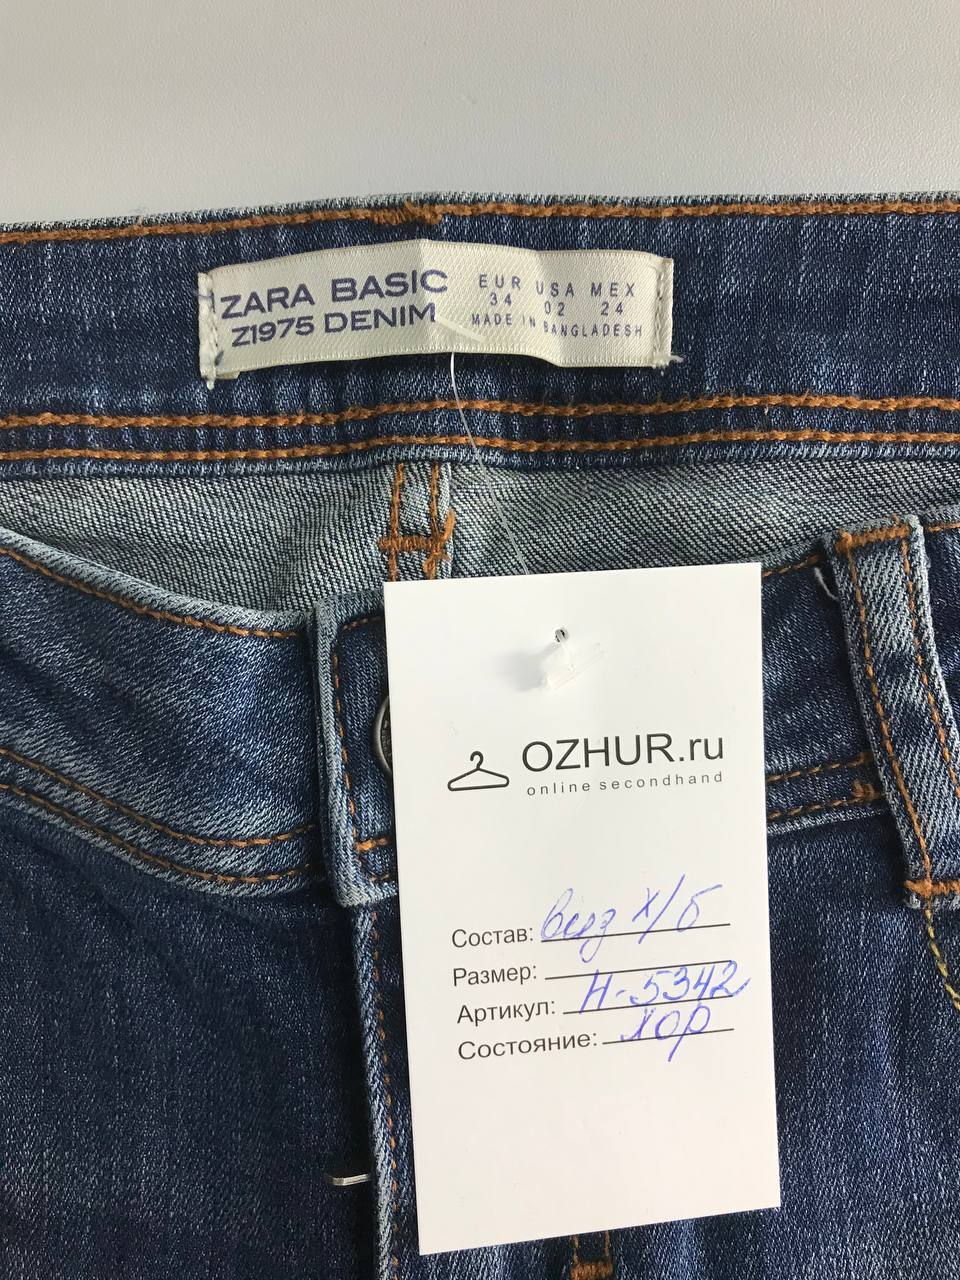 ZARA BASIC
Z1975 DENIM
EUR USA MEX
34 02 24
MADE IN BANGLADESH
OZHUR.ru
online secondhand
Состав: виз х/б
Размер:
Артикул: Н-5342
Состояние: хор